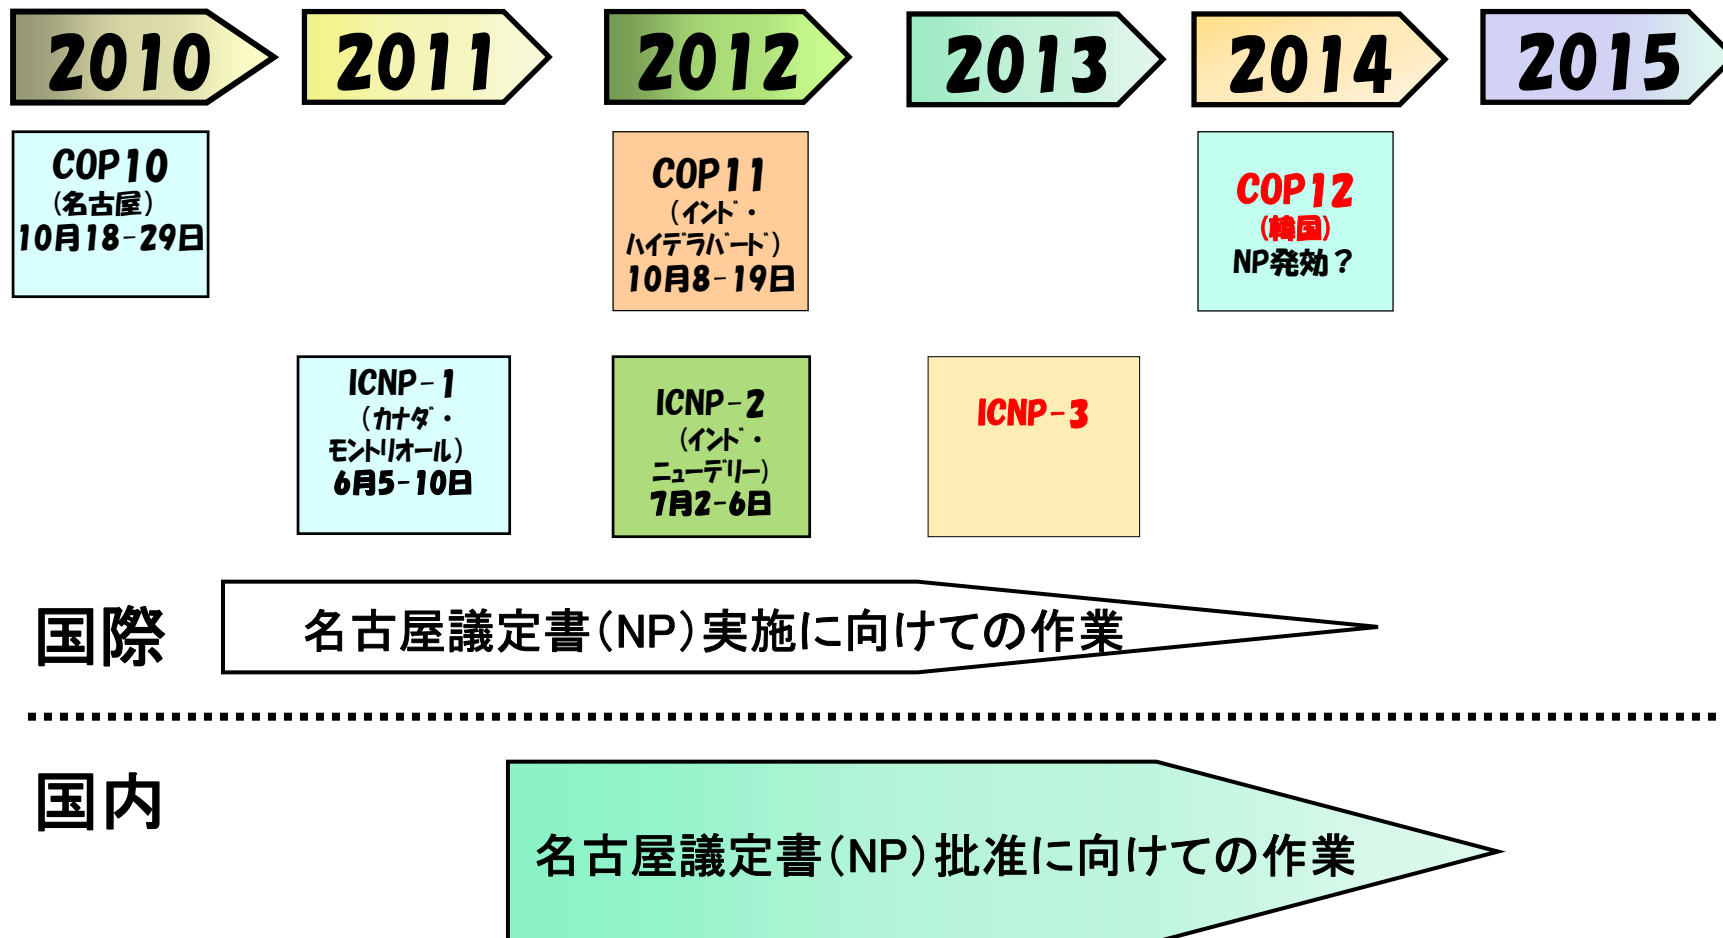 2010
2011
2012
2013
2014
2015
COP10
(名古屋)
10月18-29日
COP11
(インド・
ハイデラバード)
10月8-19日
COP12
(韓国)
NP発効？
ICNP-1
(カナダ・
モントリオール)
6月5-10日
ICNP-2
(インド・
ニューデリー)
7月2-6日
ICNP-3
国際
名古屋議定書(NP)実施に向けての作業
国内
名古屋議定書(NP)批准に向けての作業